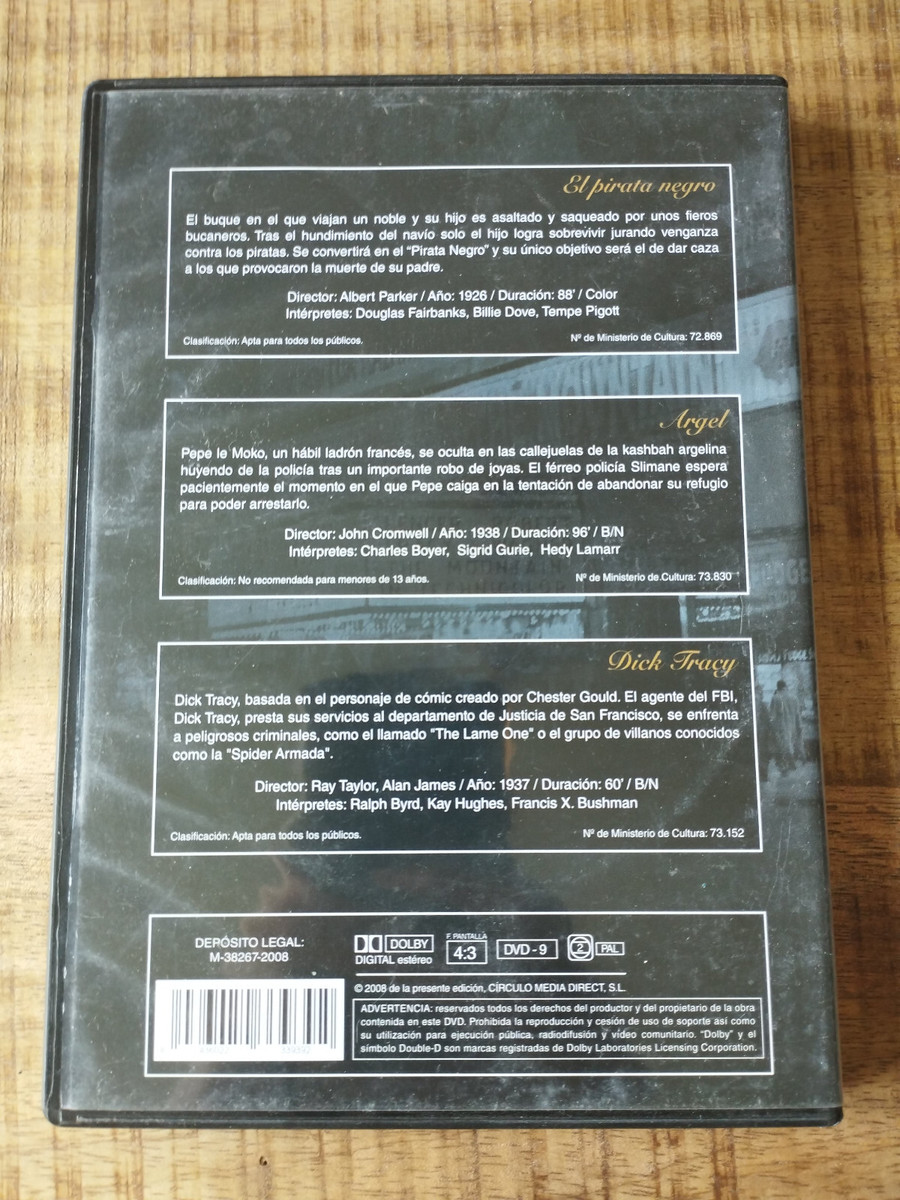 El pirata negro
El buque en el que viajan un noble y su hijo es asaltado y saqueado por unos fieros
bucaneros. Tras el hundimiento del navío solo el hijo logra sobrevivir jurando venganza
contra los piratas. Se convertirá en el “Pirata Negro” y su único objetivo será el de dar caza
a los que provocaron la muerte de su padre.
Director: Albert Parker / Año: 1926 / Duración: 88' / Color
Intérpretes: Douglas Fairbanks, Billie Dove, Tempe Pigott
Clasificación: Apta para todos los públicos.
Nº de Ministerio de Cultura: 72.869
Argel
Pepe le Moko, un hábil ladrón francés, se oculta en las callejuelas de la kashbah argelina
huyendo de la policía tras un importante robo de joyas. El férreo policía Slimane espera
pacientemente el momento en el que Pepe caiga en la tentación de abandonar su refugio
para poder arrestarlo.
Director: John Cromwell / Año: 1938 / Duración: 96' / B/N
Intérpretes: Charles Boyer, Sigrid Gurie, Hedy Lamarr
Clasificación: No recomendada para menores de 13 años.
Nº de Ministerio de Cultura: 73.830
Dick Tracy
Dick Tracy, basada en el personaje de cómic creado por Chester Gould. El agente del FBI,
Dick Tracy, presta sus servicios al departamento de Justicia de San Francisco, se enfrenta
a peligrosos criminales, como el llamado "The Lame One" o el grupo de villanos conocidos
como la "Spider Armada".
Director: Ray Taylor, Alan James / Año: 1937 / Duración: 60' / B/N
Intérpretes: Ralph Byrd, Kay Hughes, Francis X. Bushman
Clasificación: Apta para todos los públicos.
Nº de Ministerio de Cultura: 73.152
DEPÓSITO LEGAL:
M-38267-2008
DOLBY
DIGITAL estéreo
F. PANTALLA
4:3
DVD - 9
2
PAL
© 2008 de la presente edición, CÍRCULO MEDIA DIRECT, S.L.
ADVERTENCIA: reservados todos los derechos del productor y del propietario de la obra
contenida en este DVD. Prohibida la reproducción y cesión de uso de soporte así como
su utilización para ejecución pública, radiodifusión y vídeo comunitario. “Dolby” y el
símbolo Double-D son marcas registradas de Dolby Laboratories Licensing Corporation.